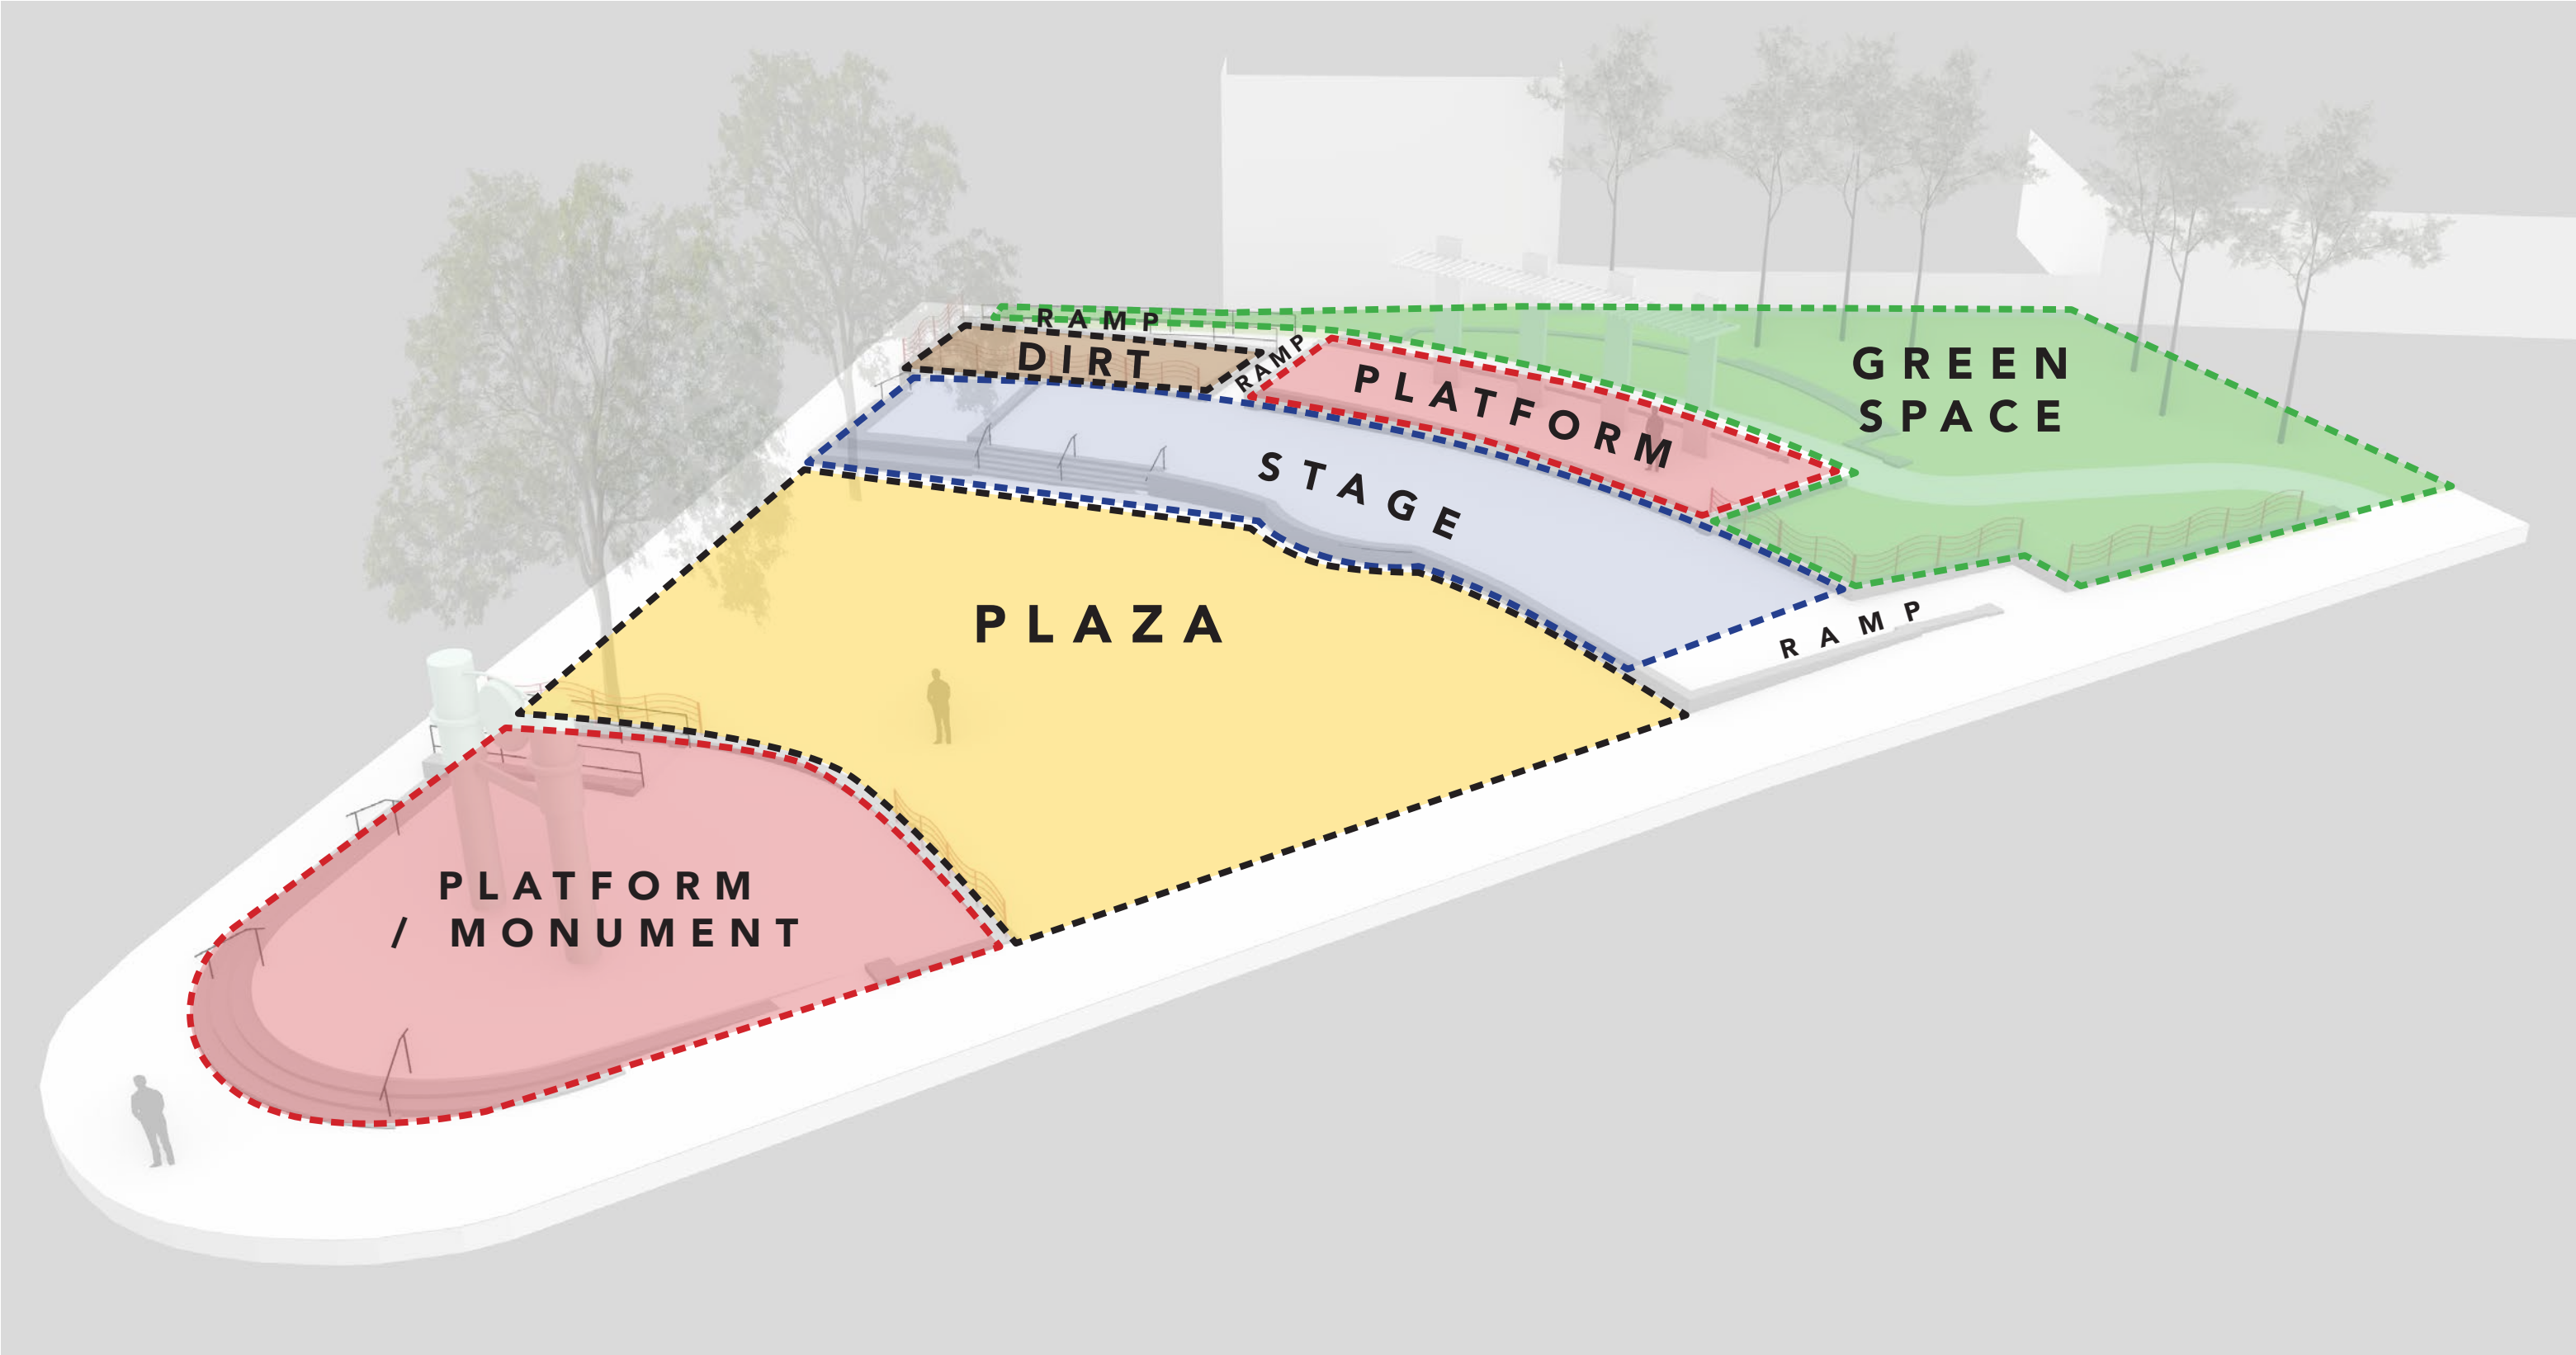 RAMP
DIRT
RAMP
PLATFORM
GREEN
SPACE
STAGE
PLAZA
RAMP
PLATFORM
/ MONUMENT